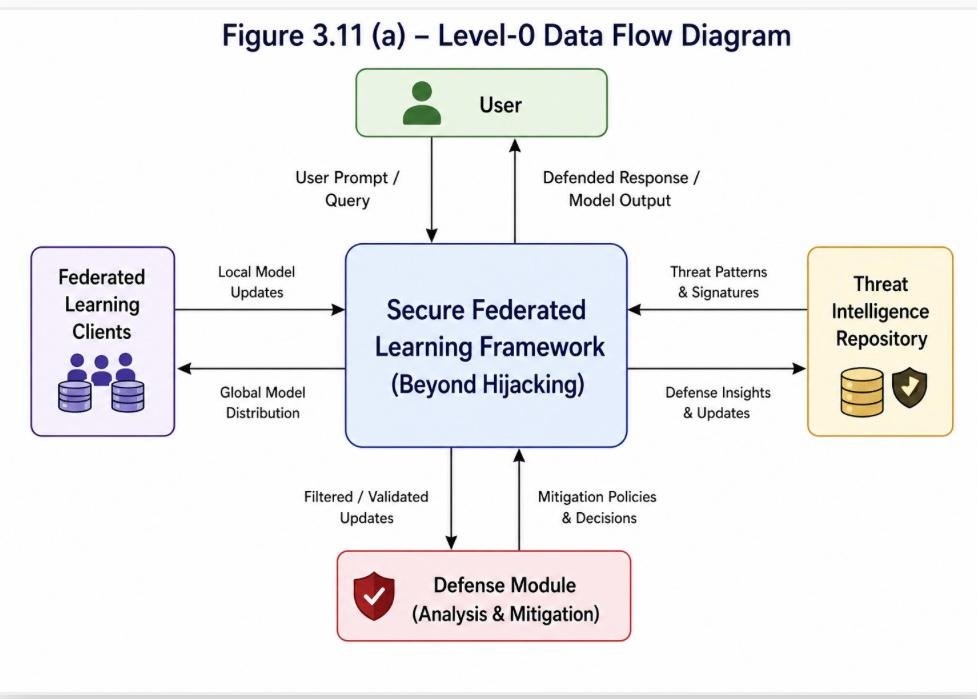 Figure 3.11 (a) – Level-0 Data Flow Diagram
User
User Prompt /
Query
Defended Response /
Model Output
Federated
Learning
Clients
Local Model
Updates
Global Model
Distribution
Secure Federated
Learning Framework
(Beyond Hijacking)
Threat Patterns
& Signatures
Defense Insights
& Updates
Threat
Intelligence
Repository
Filtered / Validated
Updates
Mitigation Policies
& Decisions
Defense Module
(Analysis & Mitigation)